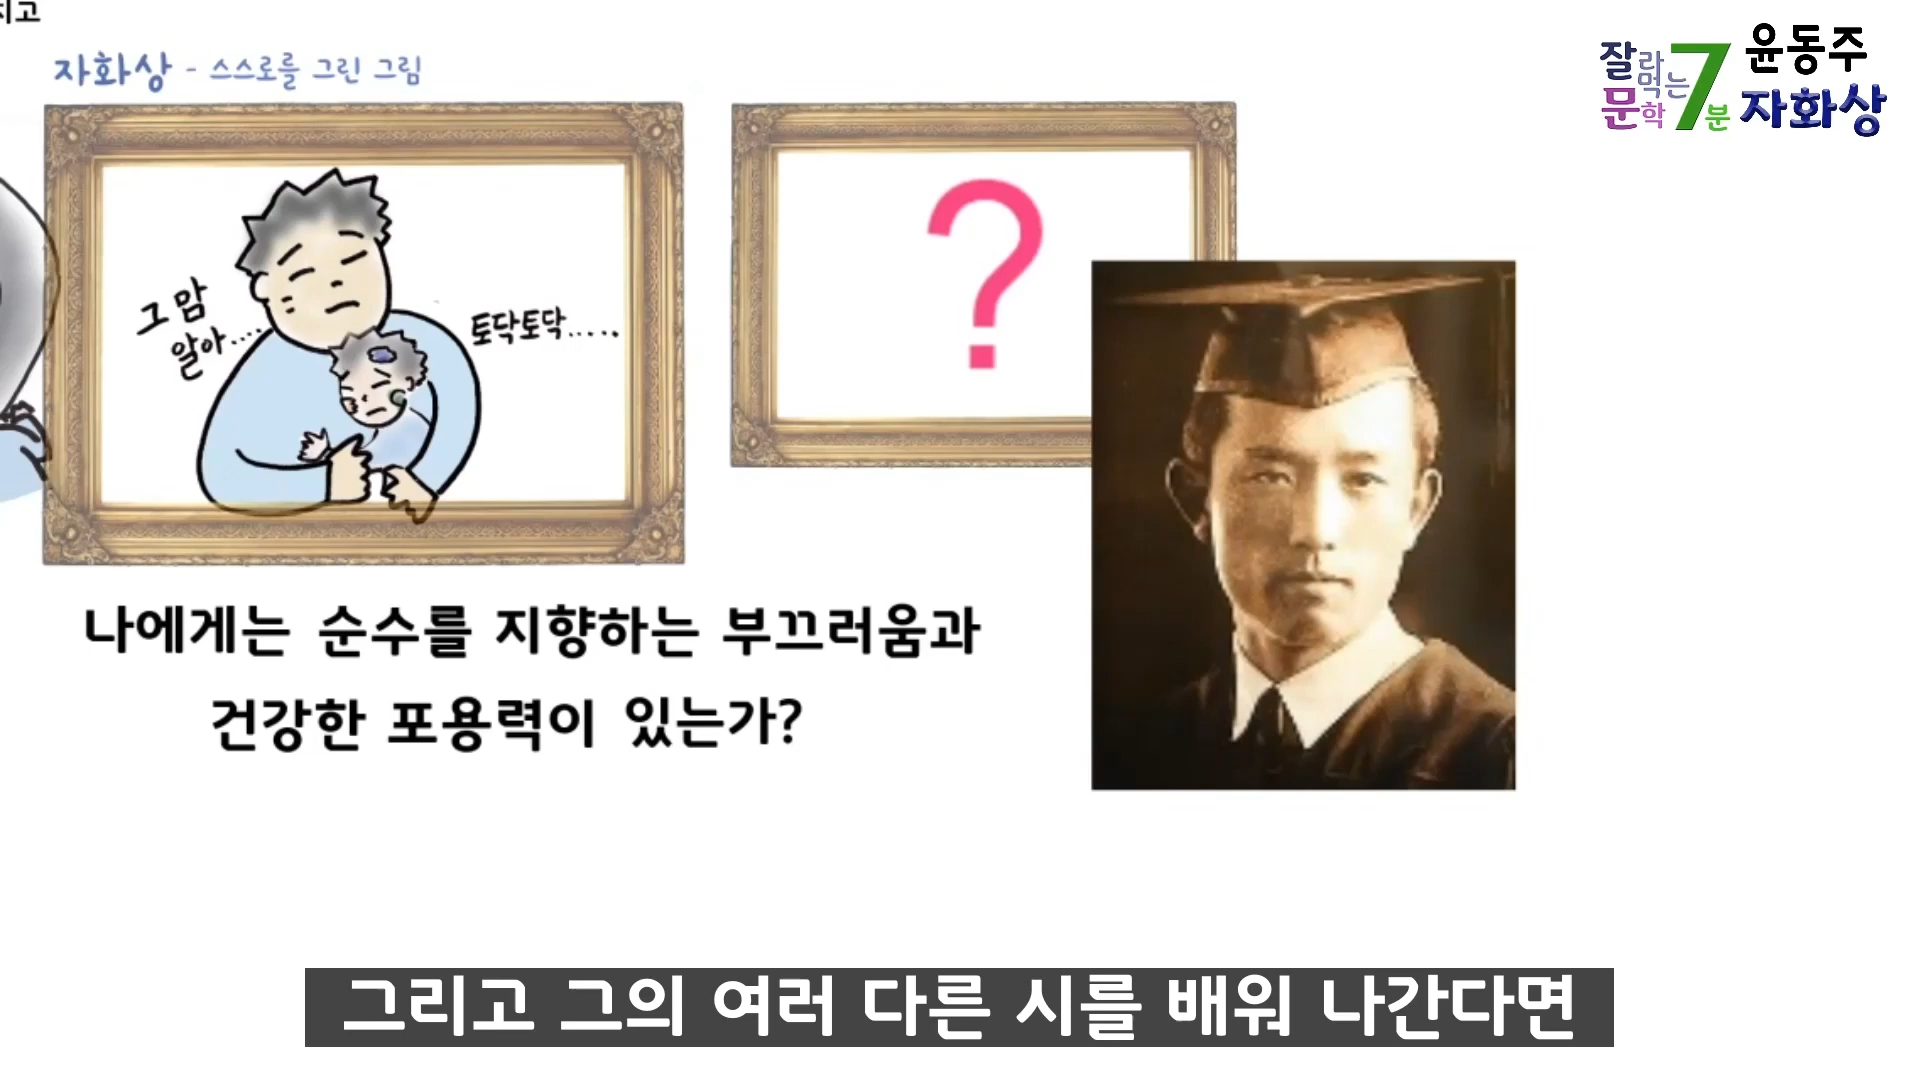 치고
자화상 - 스스로를 그린 그림
잘라먹는
문학 7분
윤동주
자화상
그 맘
알아....
토닥토닥.....
?
나에게는 순수를 지향하는 부끄러움과
건강한 포용력이 있는가?
그리고 그의 여러 다른 시를 배워 나간다면